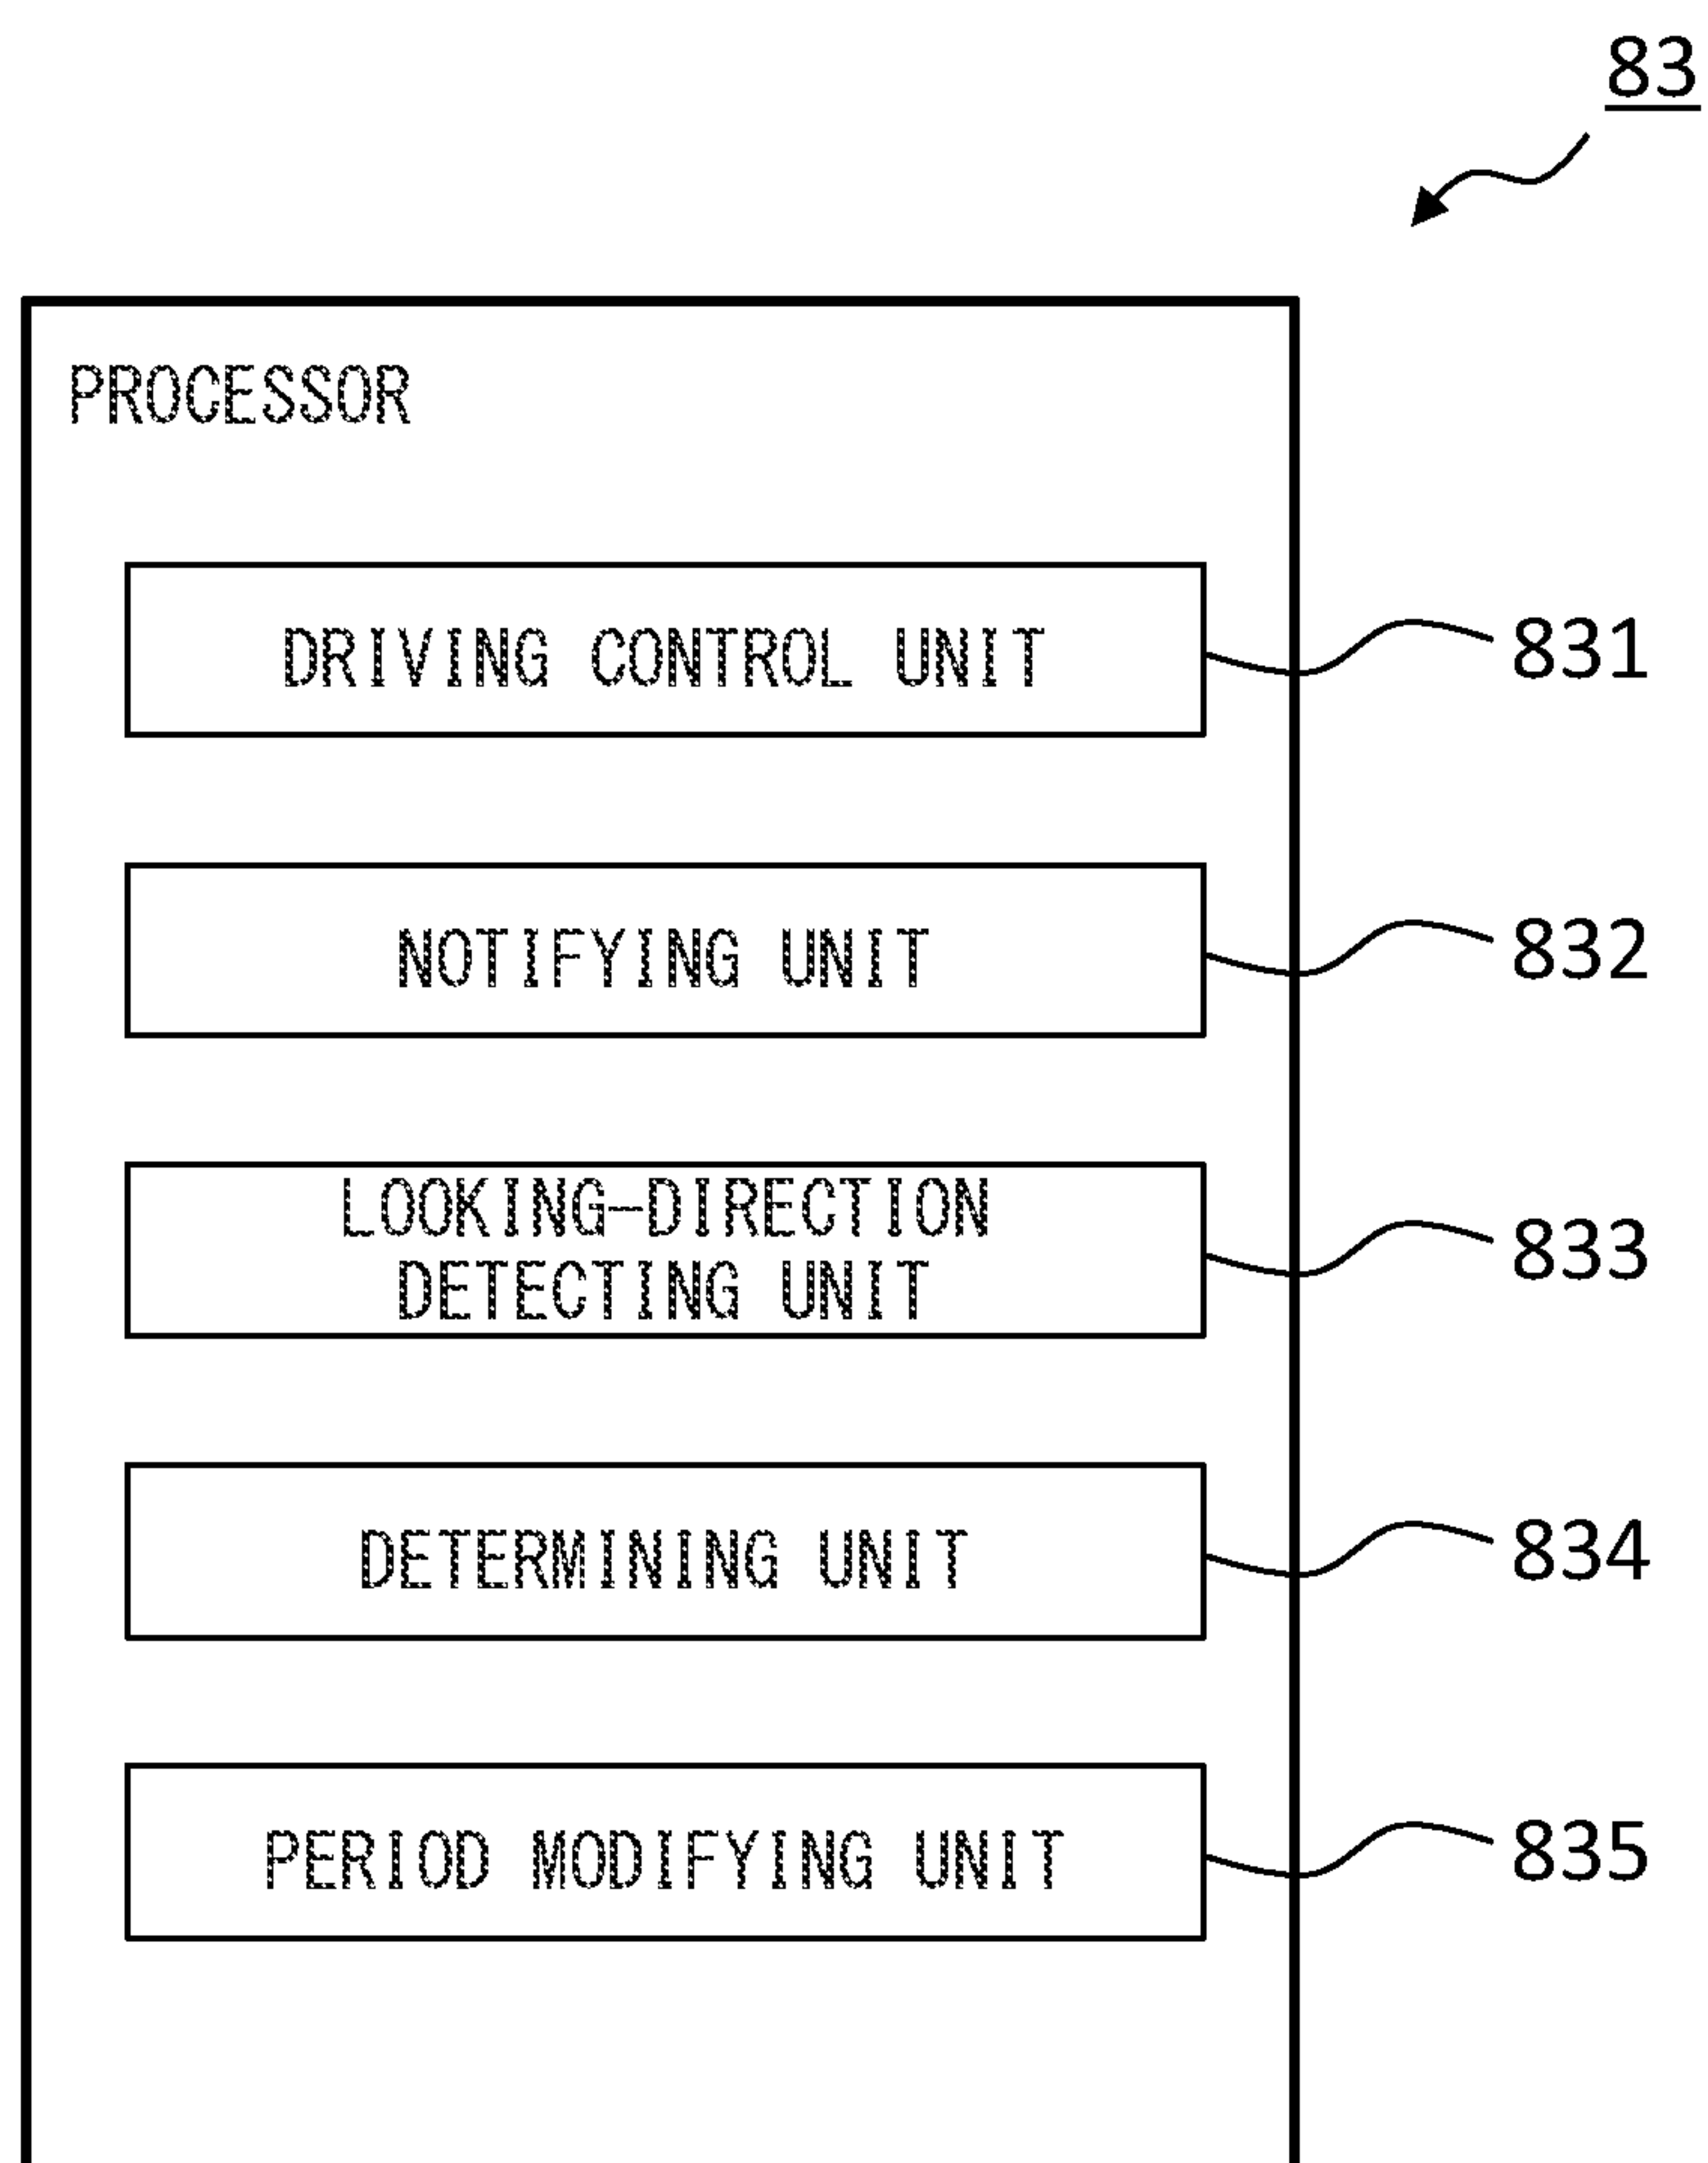 83
PROCESSOR
DRIVING CONTROL UNIT
831
NOTIFYING UNIT
832
LOOKING-DIRECTION
DETECTING UNIT
833
DETERMINING UNIT
834
PERIOD MODIFYING UNIT
835